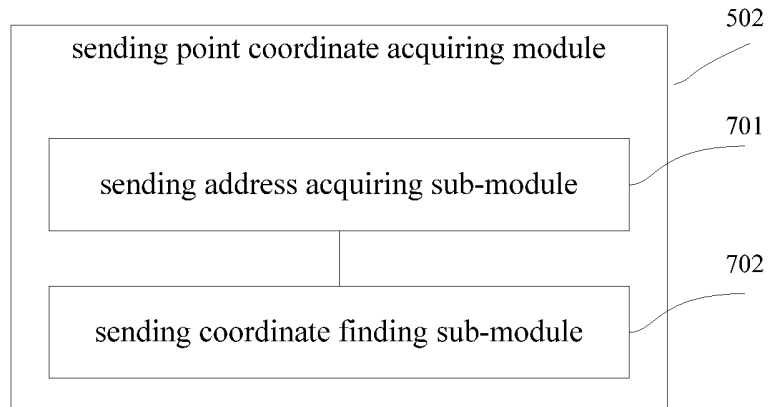 502
sending point coordinate acquiring module
701
sending address acquiring sub-module
702
sending coordinate finding sub-module